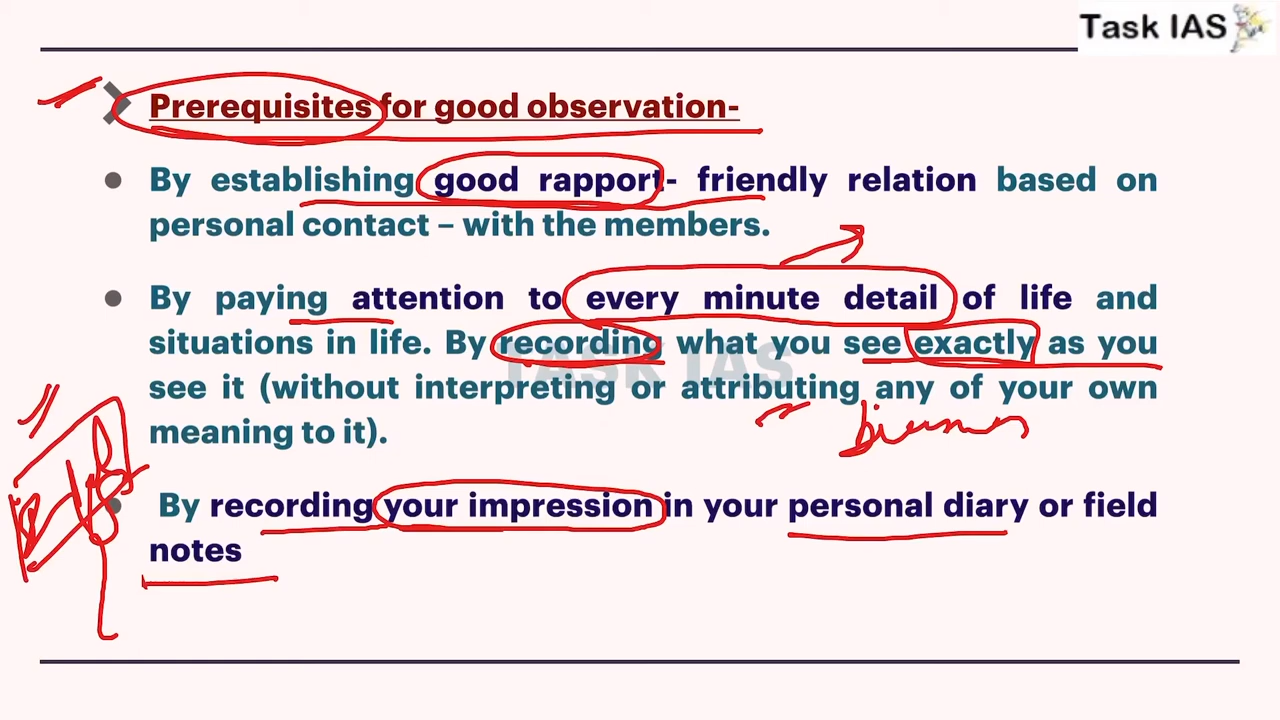 Task IAS
Prerequisites for good observation-
By establishing good rapport- friendly relation based on
personal contact – with the members.
By paying attention to every minute detail of life and
situations in life. By recording what you see exactly as you
see it (without interpreting or attributing any of your own
meaning to it).
By recording your impression in your personal diary or field
notes
TASK IAS